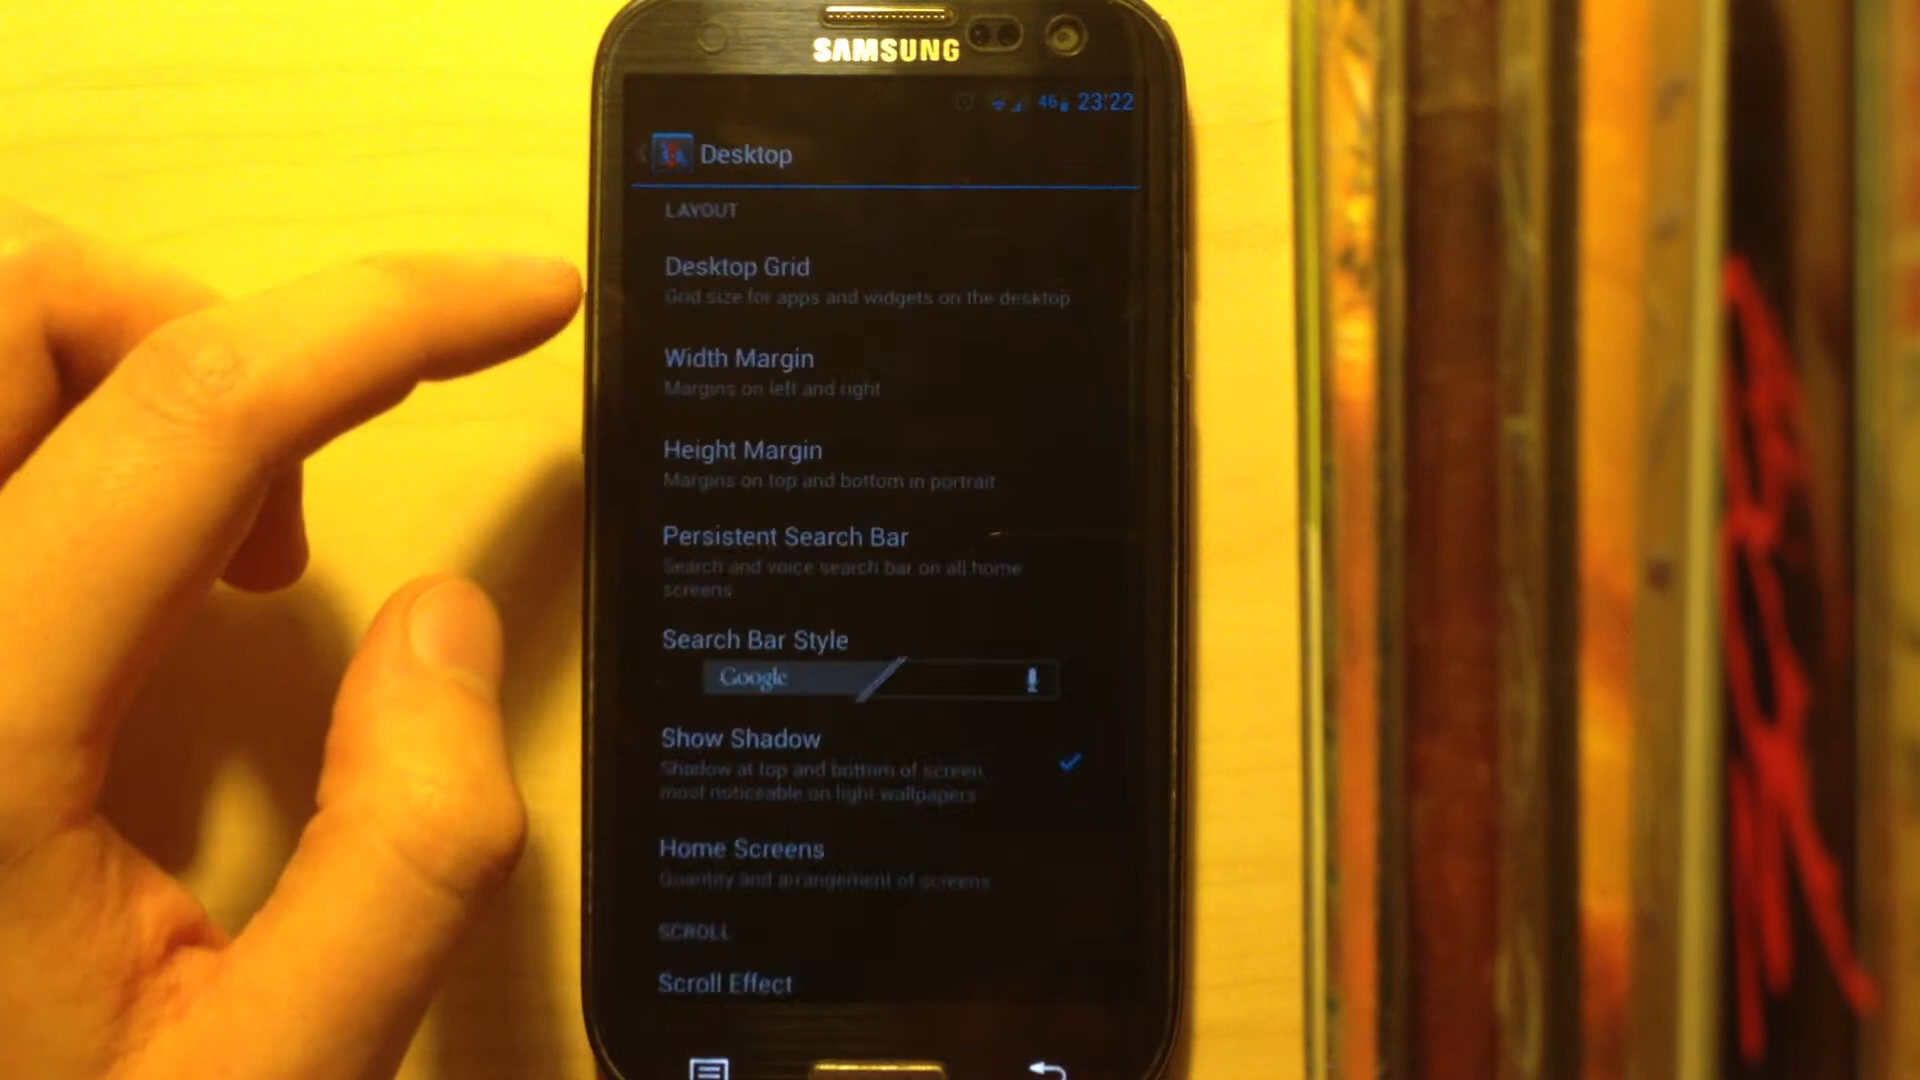 SAMSUNG
46 23:22
Desktop
LAYOUT
Desktop Grid
Grid size for apps and widgets on the desktop
Width Margin
Margins on left and right
Height Margin
Margins on top and bottom in portrait
Persistent Search Bar
Search and voice search bar on all home
screens
Search Bar Style
Google
Show Shadow
Shadow at top and bottom of screen,
most noticeable on light wallpapers
Home Screens
Quantity and arrangement of screens
SCROLL
Scroll Effect